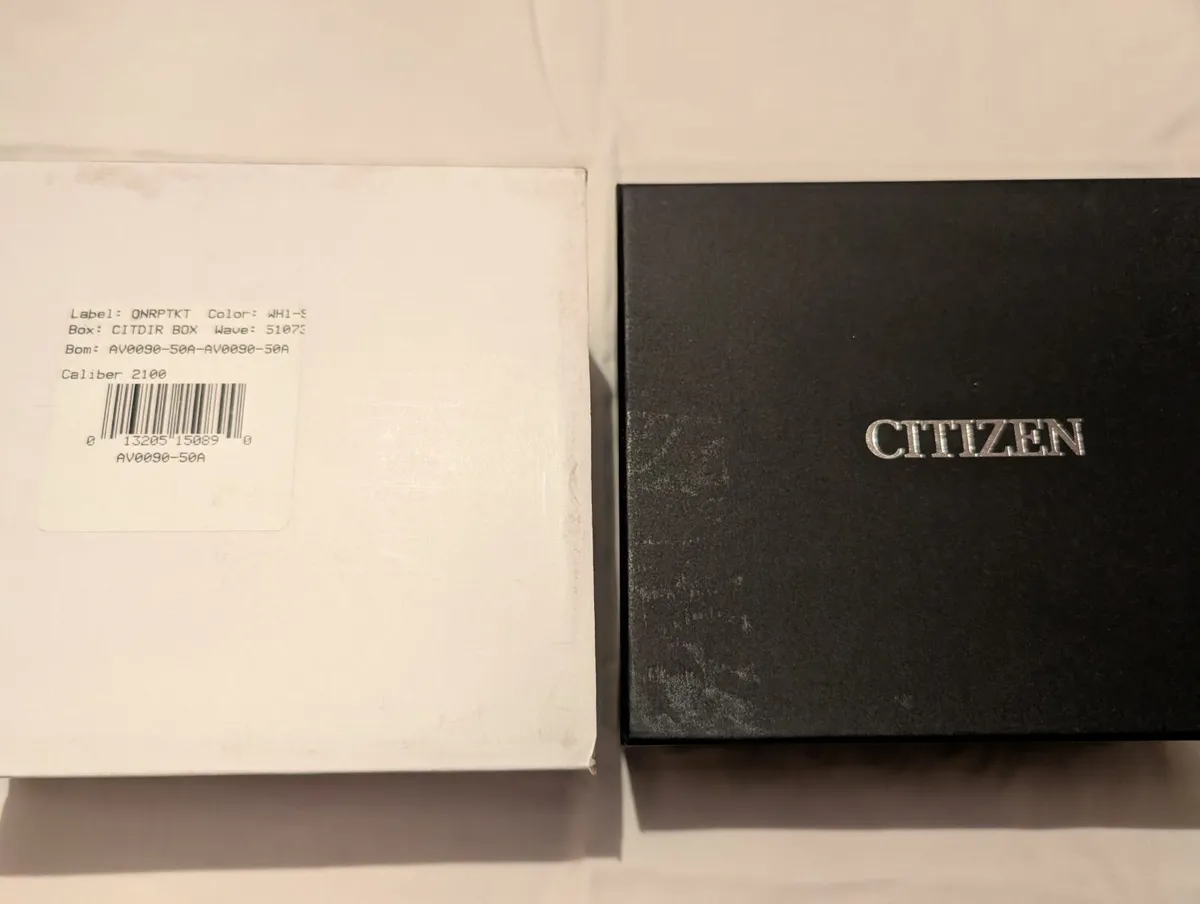 Label: QNRPTKT Color: WH1-S
Box: CITDIR BOX Wave: 51073
Bom: AV0090-50A-AV0090-50A
Caliber 2100
0 13205 15089 0
AV0090-50A
CITIZEN